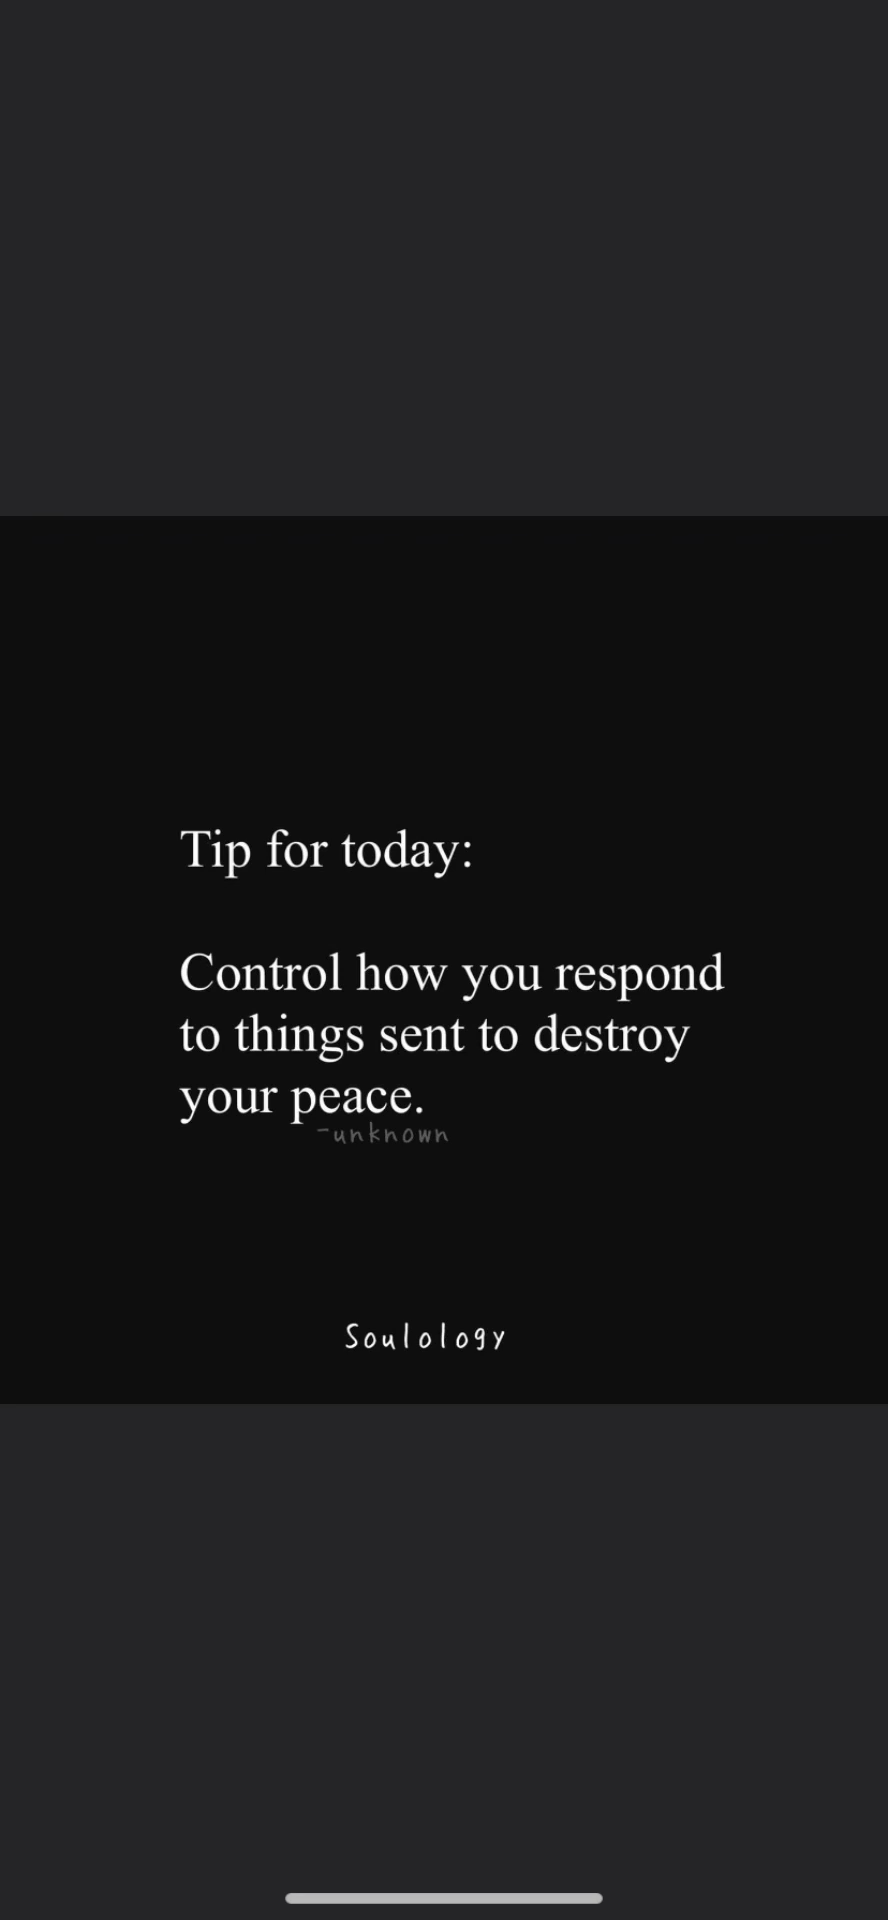 Tip for today:
Control how you respond
to things sent to destroy
your peace.
-unknown
Soulology